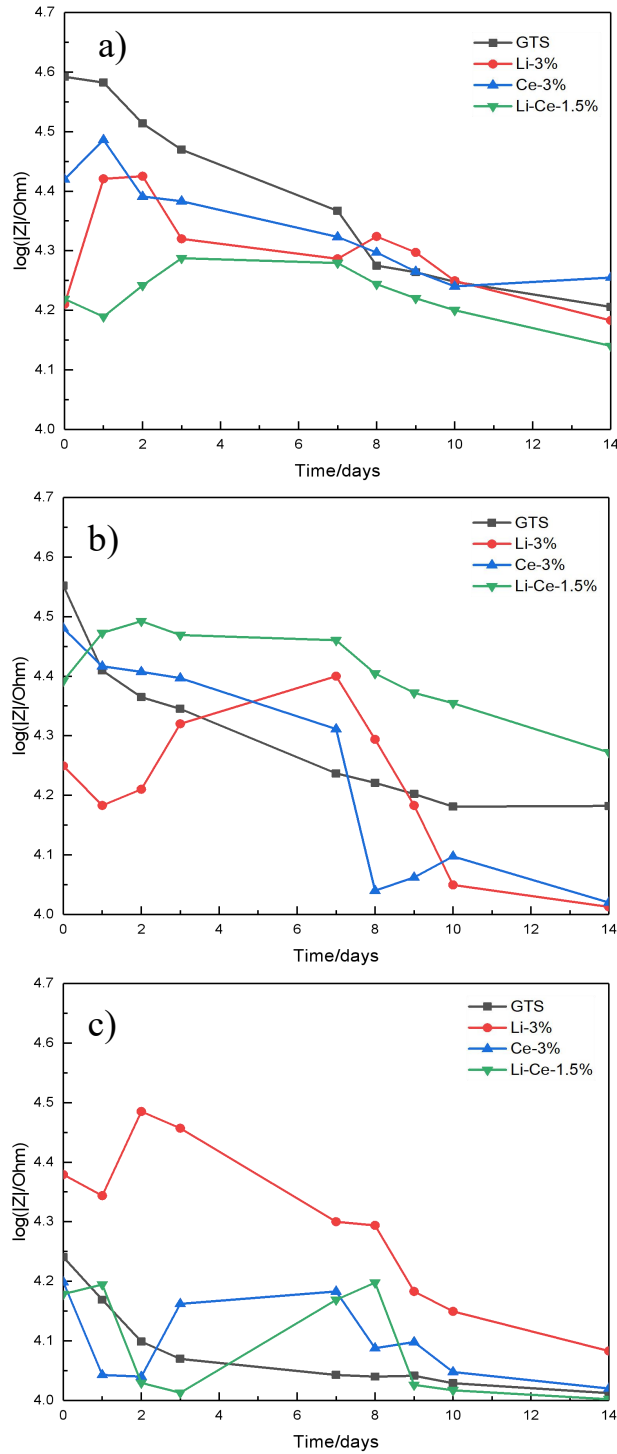 a)
GTS
Li-3%
Ce-3%
Li-Ce-1.5%
log(|Z|/Ohm)
4.7
4.6
4.5
4.4
4.3
4.2
4.1
4.0
0 2 4 6 8 10 12 14
Time/days
b)
GTS
Li-3%
Ce-3%
Li-Ce-1.5%
log(|Z|/Ohm)
4.7
4.6
4.5
4.4
4.3
4.2
4.1
4.0
0 2 4 6 8 10 12 14
Time/days
c)
GTS
Li-3%
Ce-3%
Li-Ce-1.5%
log(|Z|/Ohm)
4.7
4.6
4.5
4.4
4.3
4.2
4.1
4.0
0 2 4 6 8 10 12 14
Time/days